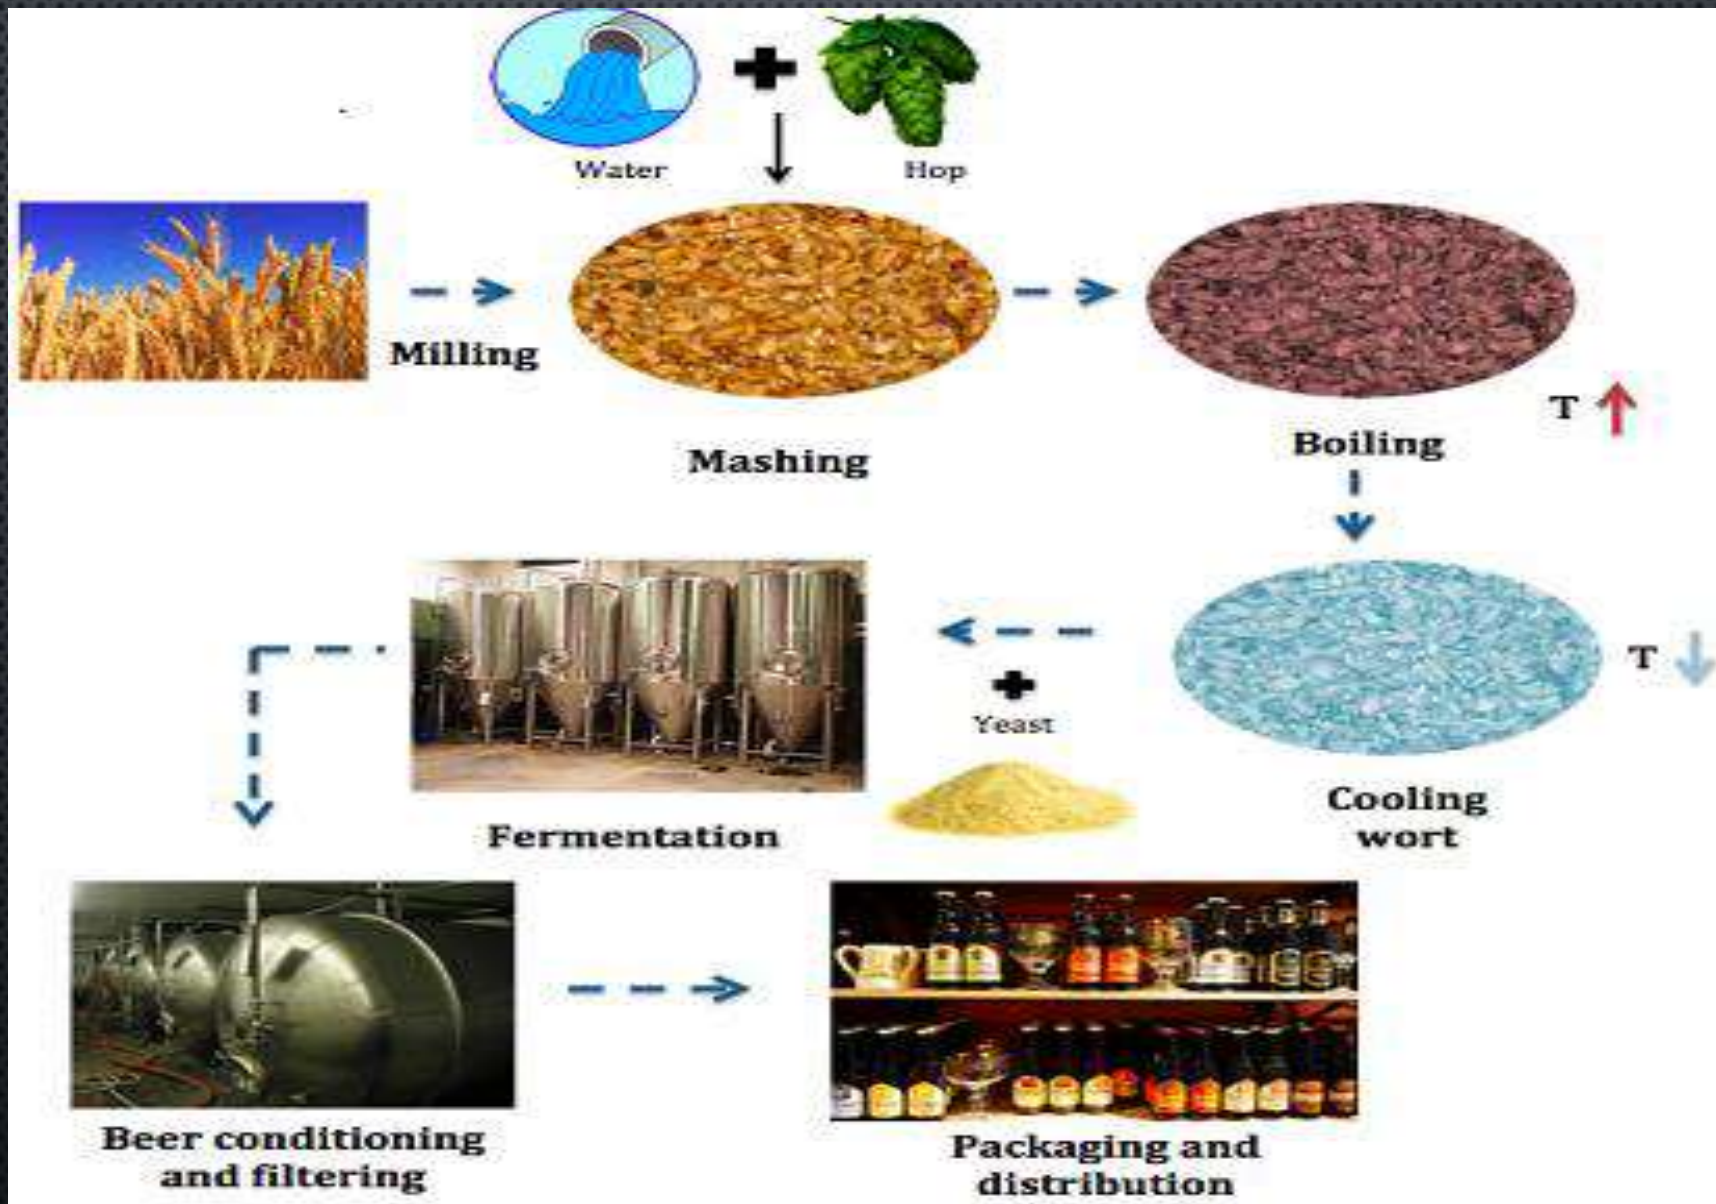 Water
Hop
Milling
Mashing
T
Boiling
T
Yeast
Cooling
wort
Fermentation
Beer conditioning
and filtering
Packaging and
distribution